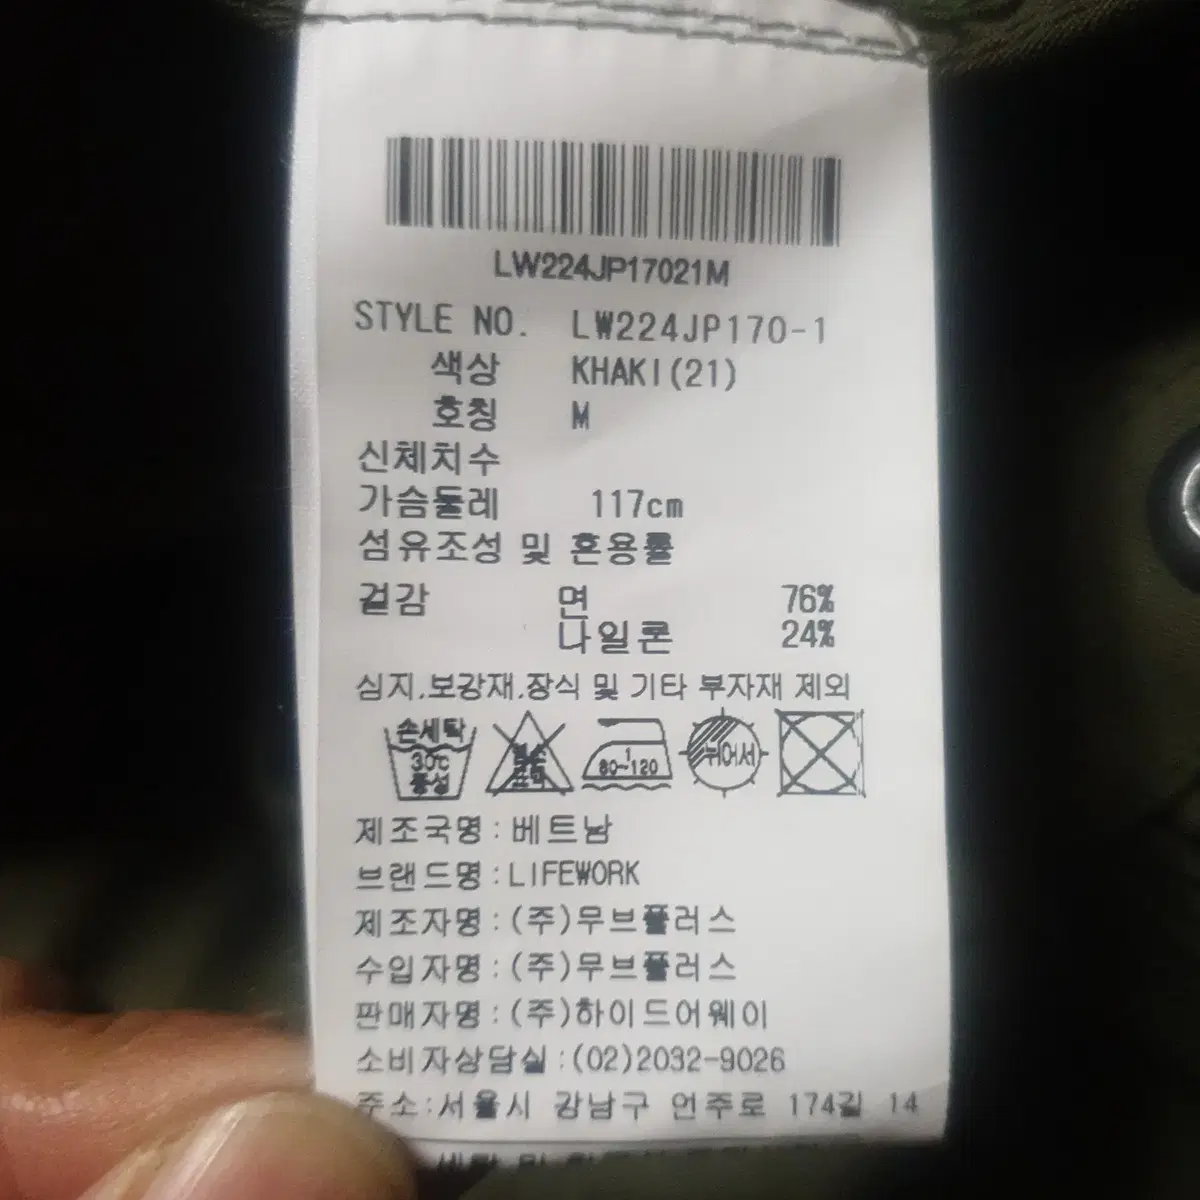 LW224JP17021M
STYLE NO. LW224JP170-1
색상 KHAKI(21)
호칭 M
신체치수
가슴둘레 117cm
섬유조성 및 혼용률
겉감 면 76%
나일론 24%
심지.보강재.장식 및 기타 부자재 제외
손세탁
30℃
중성
염소
표백
1
80~120
뉘어서
제조국명:베트남
브랜드명:LIFEWORK
제조자명:(주)무브플러스
수입자명:(주)무브플러스
판매자명:(주)하이드어웨이
소비자상담실:(02)2032-9026
주소:서울시 강남구 언주로 174길 14